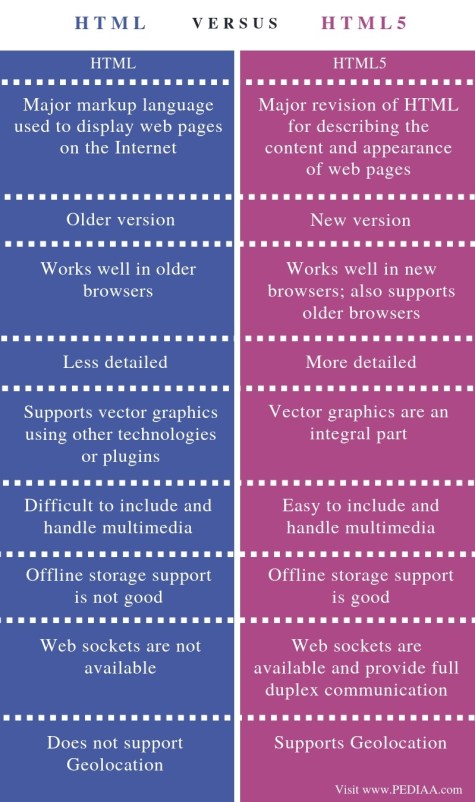 HTML VERSUS HTML5
HTML
HTML5
Major markup language
used to display web pages
on the Internet
Major revision of HTML
for describing the
content and appearance
of web pages
Older version
New version
Works well in older
browsers
Works well in new
browsers; also supports
older browsers
Less detailed
More detailed
Supports vector graphics
using other technologies
or plugins
Vector graphics are an
integral part
Difficult to include and
handle multimedia
Easy to include and
handle multimedia
Offline storage support
is not good
Offline storage support
is good
Web sockets are not
available
Web sockets are
available and provide full
duplex communication
Does not support
Geolocation
Supports Geolocation
Visit www.PEDIAA.com